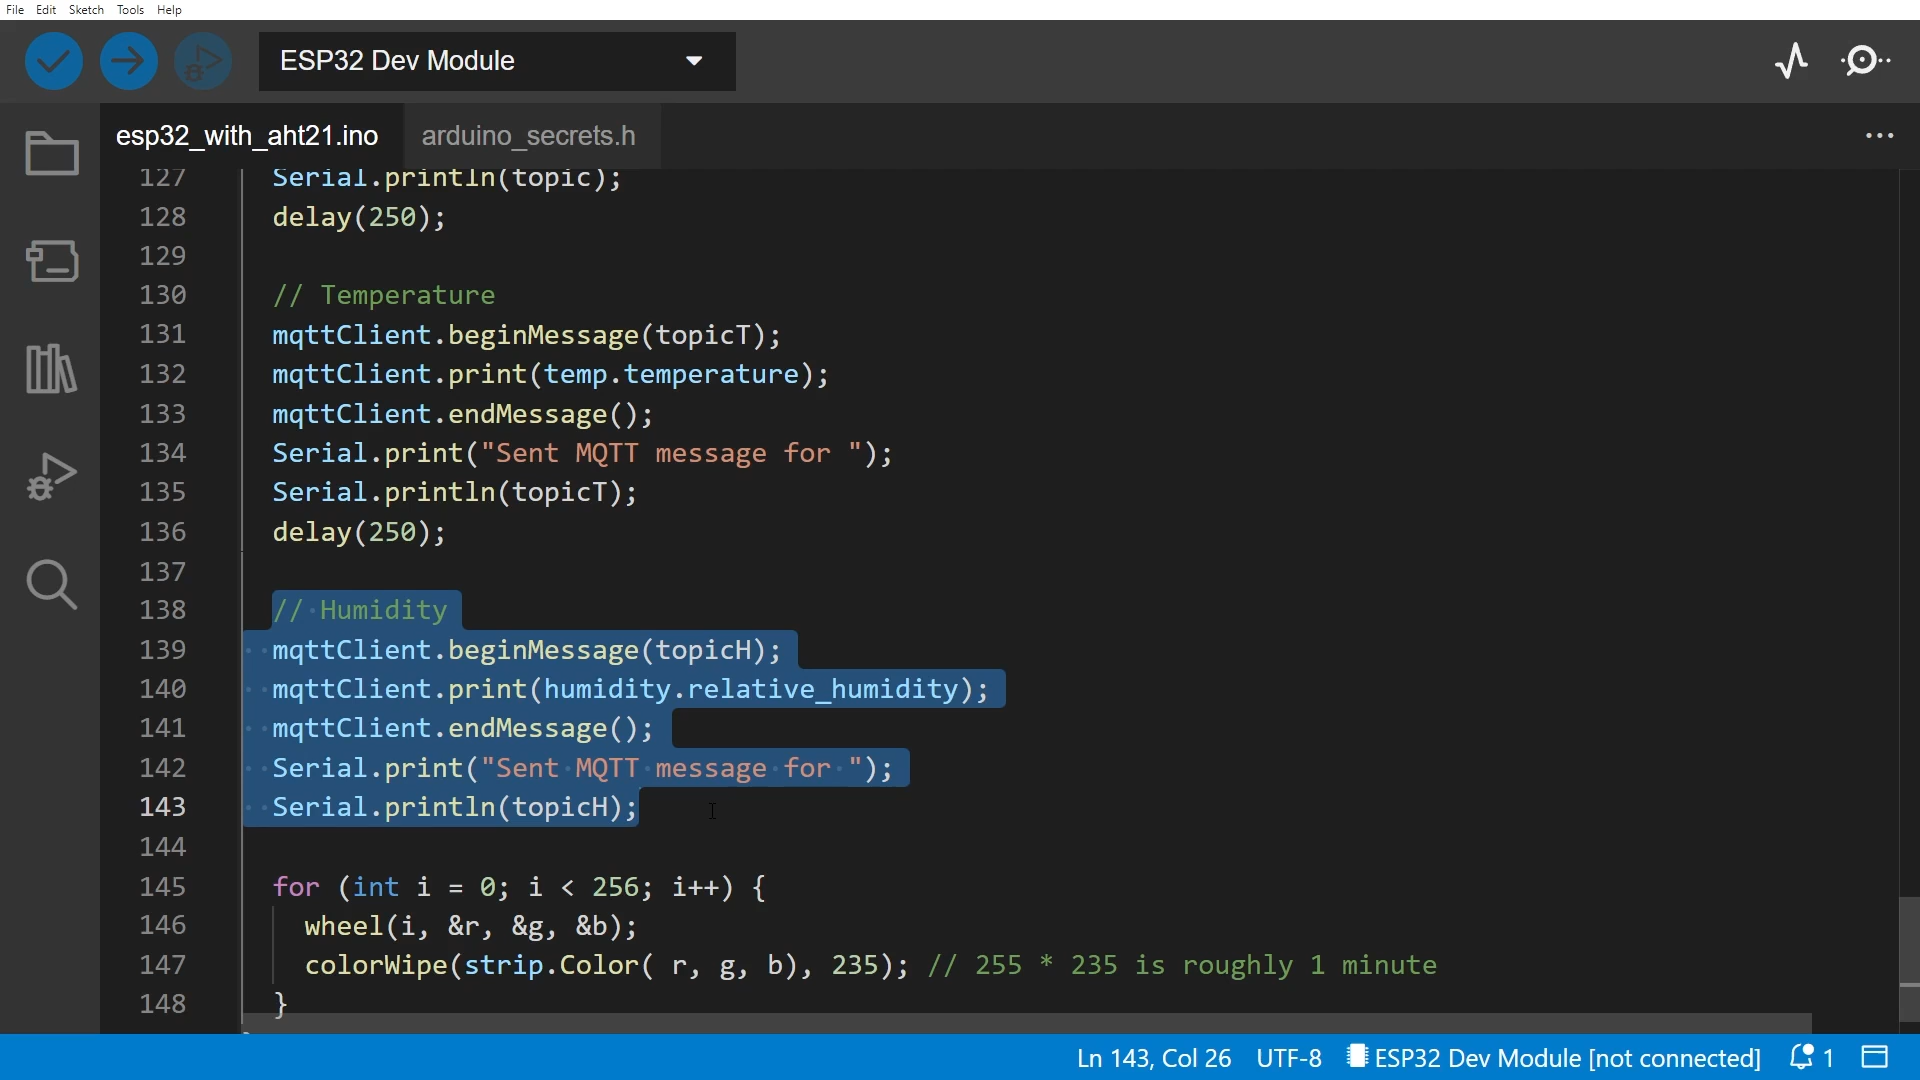 File Edit Sketch Tools Help
ESP32 Dev Module
esp32_with_aht21.ino arduino_secrets.h
127 Serial.println(topic);
128 delay(250);
129
130 // Temperature
131 mqttClient.beginMessage(topicT);
132 mqttClient.print(temp.temperature);
133 mqttClient.endMessage();
134 Serial.print("Sent MQTT message for ");
135 Serial.println(topicT);
136 delay(250);
137
138 // Humidity
139 mqttClient.beginMessage(topicH);
140 mqttClient.print(humidity.relative_humidity);
141 mqttClient.endMessage();
142 Serial.print("Sent MQTT message for ");
143 Serial.println(topicH);
144
145 for (int i = 0; i < 256; i++) {
146 wheel(i, &r, &g, &b);
147 colorWipe(strip.Color( r, g, b), 235); // 255 * 235 is roughly 1 minute
148 }
Ln 143, Col 26 UTF-8 ESP32 Dev Module [not connected] 1